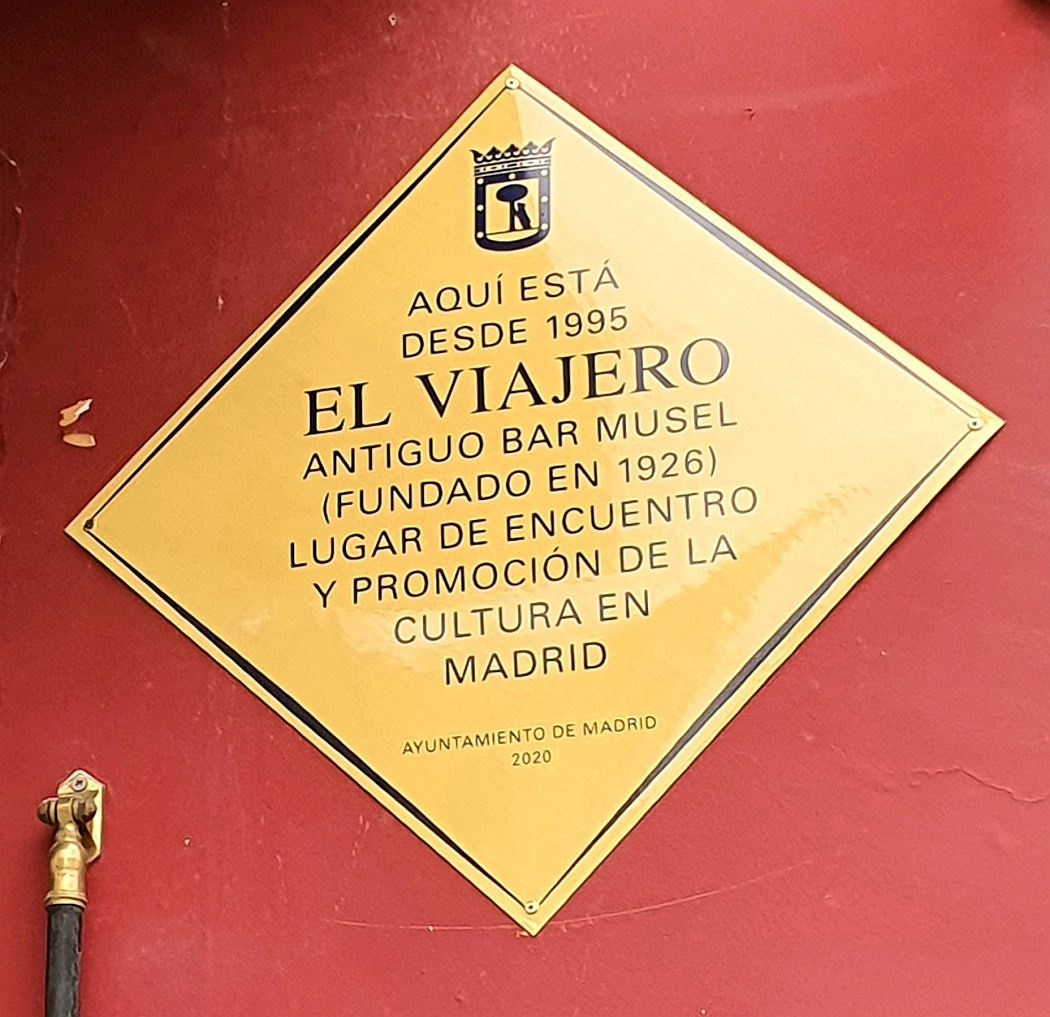 AQUÍ ESTÁ
DESDE 1995
EL VIAJERO
ANTIGUO BAR MUSEL
(FUNDADO EN 1926)
LUGAR DE ENCUENTRO
Y PROMOCIÓN DE LA
CULTURA EN
MADRID
AYUNTAMIENTO DE MADRID
2020